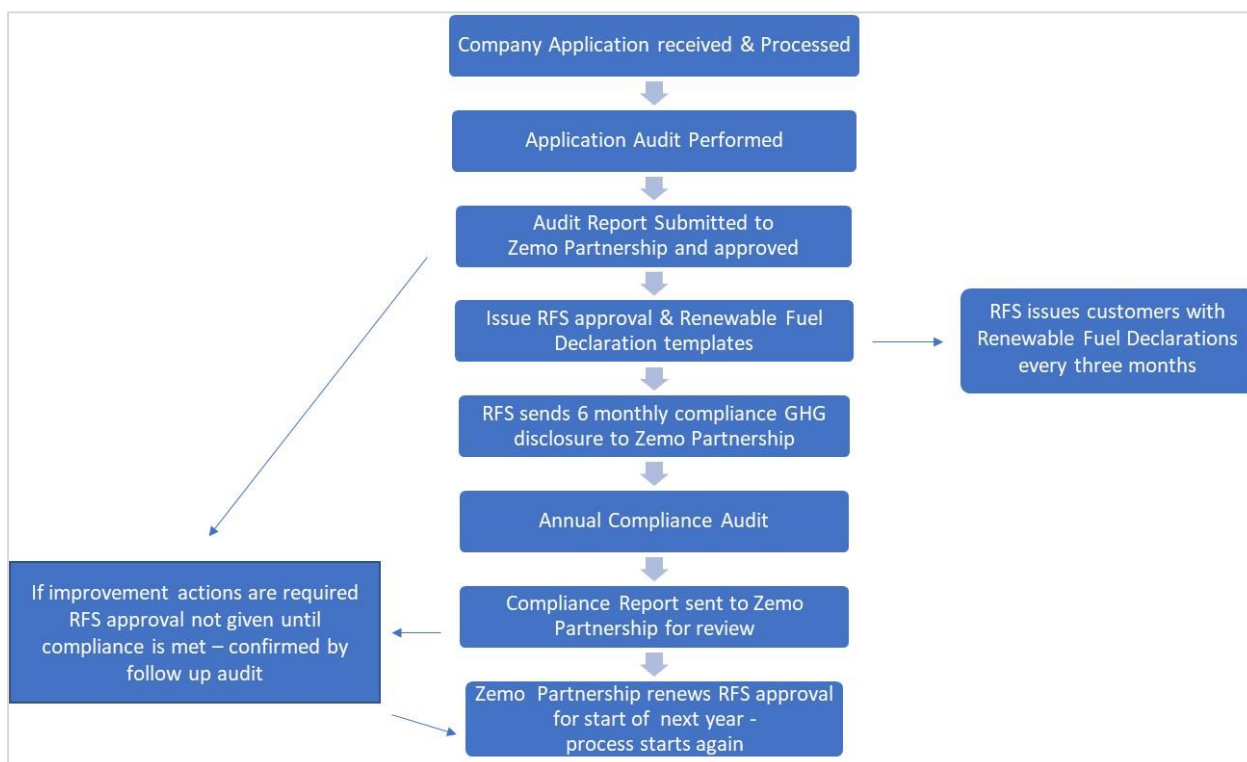 Company Application received & Processed
Application Audit Performed
Audit Report Submitted to
Zemo Partnership and approved
Issue RFS approval & Renewable Fuel
Declaration templates
RFS issues customers with
Renewable Fuel Declarations
every three months
RFS sends 6 monthly compliance GHG
disclosure to Zemo Partnership
Annual Compliance Audit
If improvement actions are required
RFS approval not given until
compliance is met – confirmed by
follow up audit
Compliance Report sent to Zemo
Partnership for review
Zemo Partnership renews RFS approval
for start of next year -
process starts again